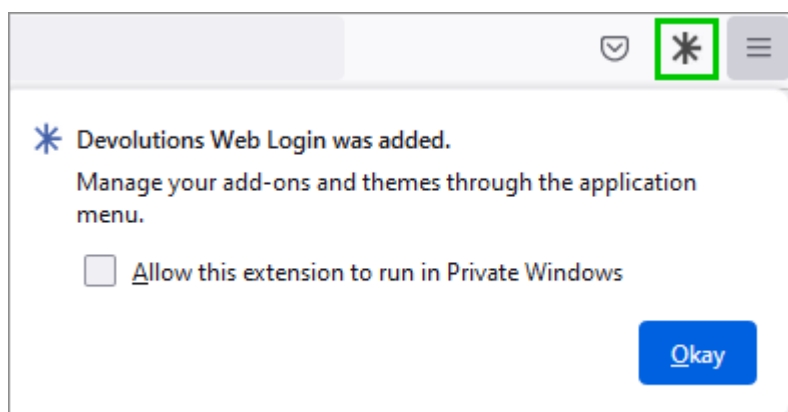 Devolutions Web Login was added.
Manage your add-ons and themes through the application
menu.
Allow this extension to run in Private Windows
Okay